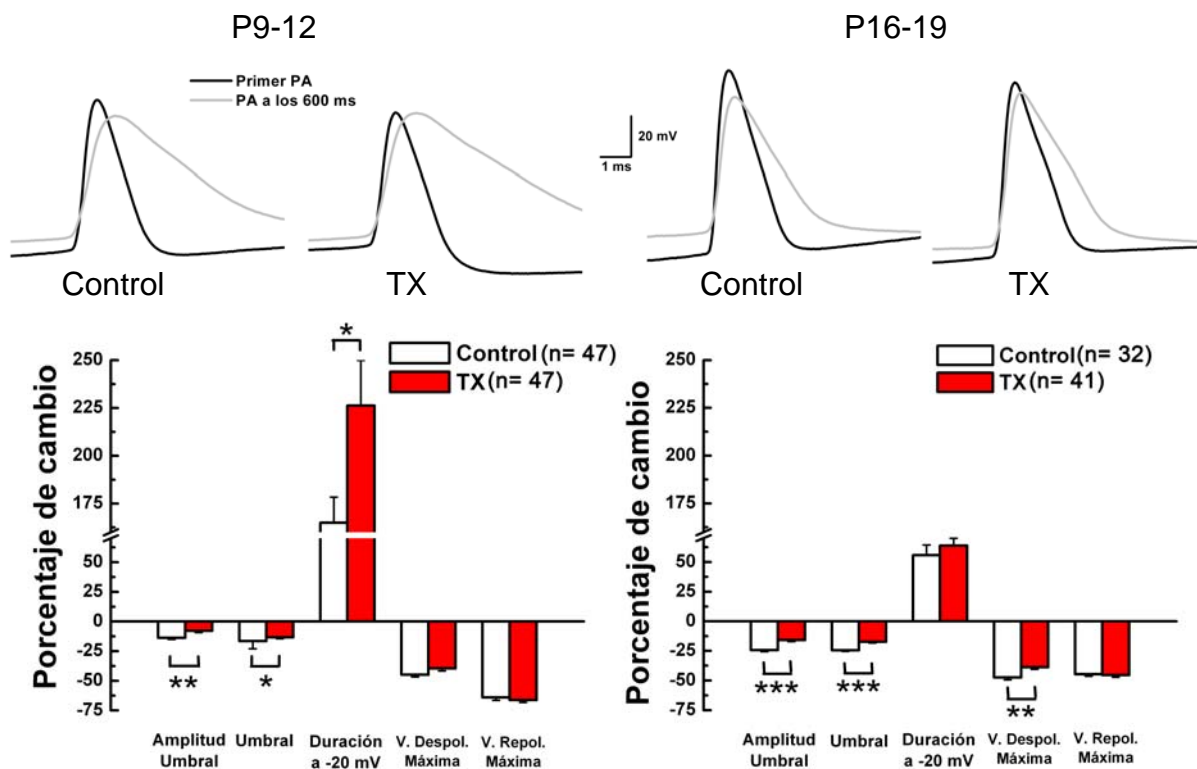 P9-12
P16-19
Primer PA
PA a los 600 ms
20 mV
1 ms
Control
TX
Control
TX
Porcentaje de cambio
250
225
200
175
50
25
0
-25
-50
-75
*
Control (n= 47)
TX (n= 47)
**
*
Amplitud Umbral
Umbral
Duración a -20 mV
V. Despol. Máxima
V. Repol. Máxima
Porcentaje de cambio
250
225
200
175
50
25
0
-25
-50
-75
Control (n= 32)
TX (n= 41)
***
***
**
Amplitud Umbral
Umbral
Duración a -20 mV
V. Despol. Máxima
V. Repol. Máxima